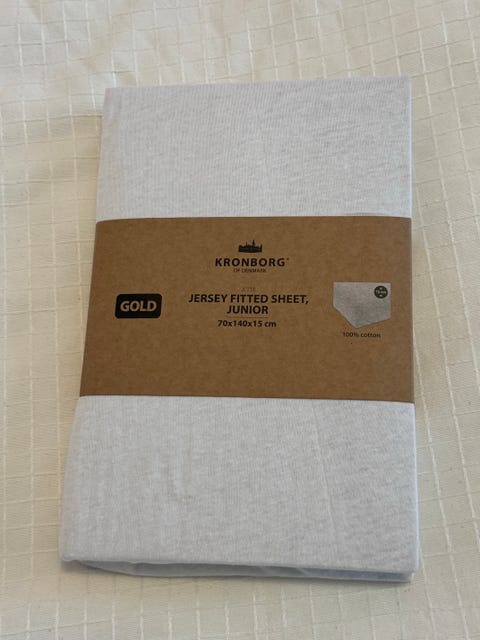 KRONBORG®
OF DENMARK
GOLD
JERSEY FITTED SHEET,
JUNIOR
70x140x15 cm
100% cotton